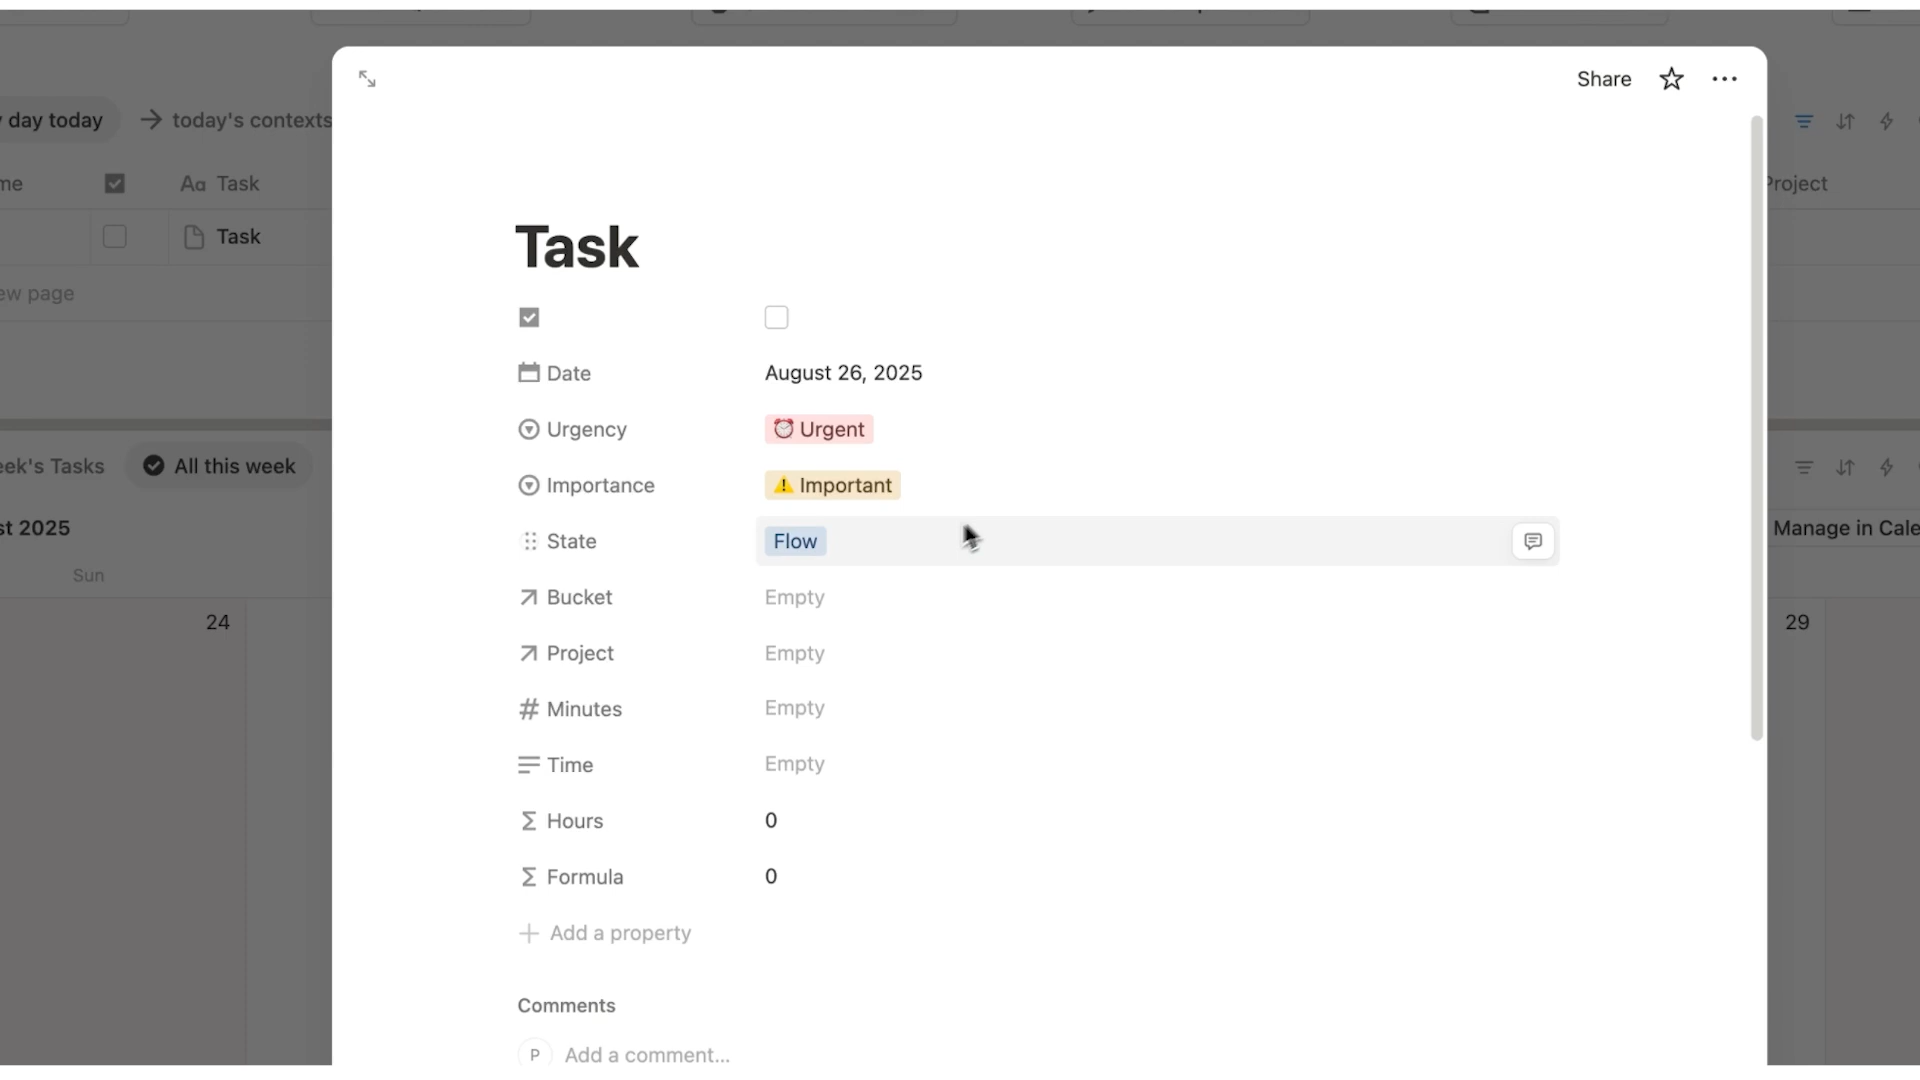 Share
day today
today's contexts
me
Aa Task
Project
Task
Task
ew page
Date
August 26, 2025
Urgency
⏰ Urgent
Importance
⚠️ Important
eek's Tasks
All this week
State
Flow
st 2025
Manage in Cale
Sun
Bucket
Empty
24
29
Project
Empty
Minutes
Empty
Time
Empty
Hours
0
Formula
0
Add a property
Comments
P
Add a comment...